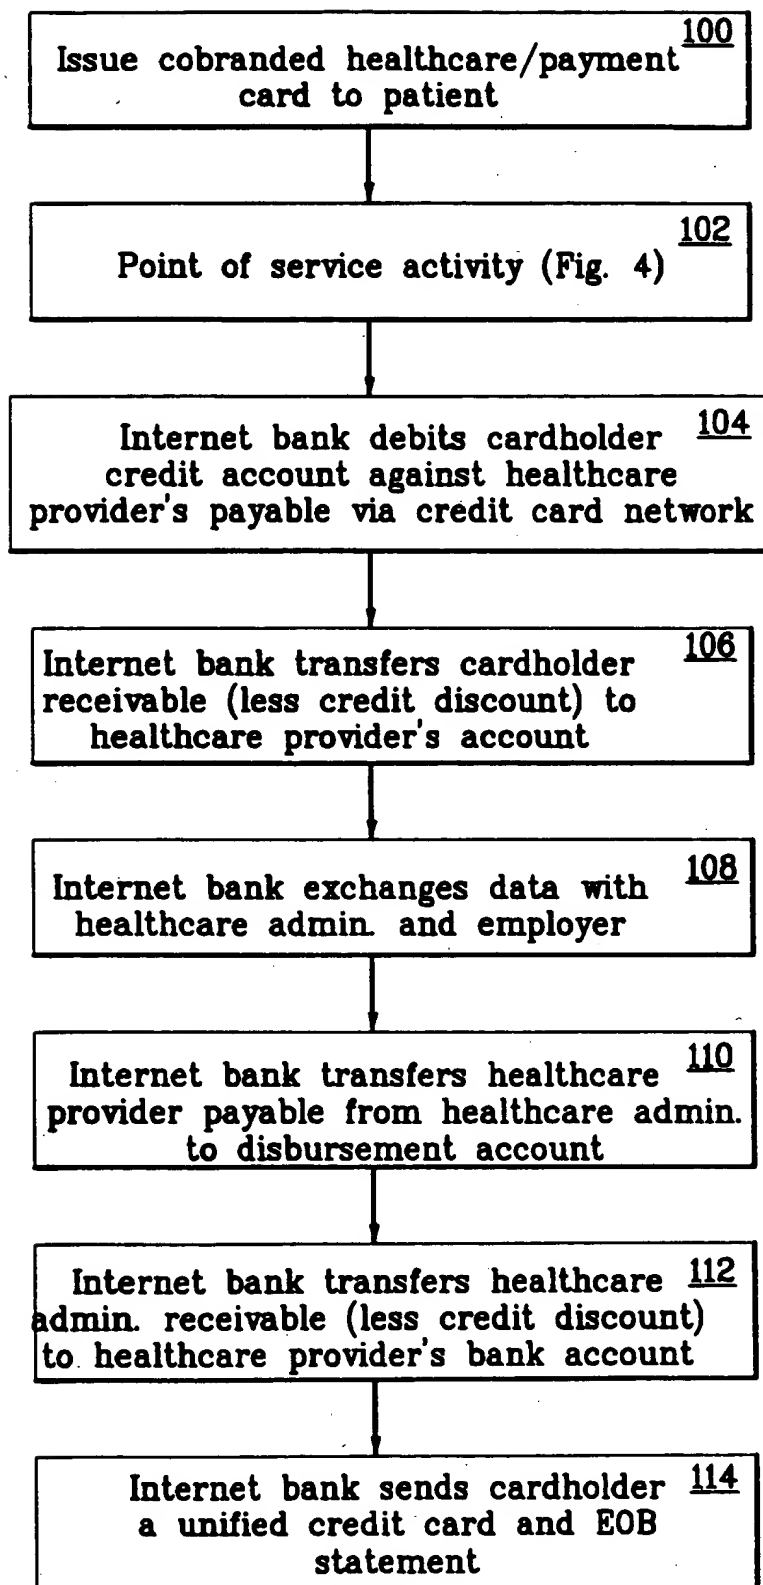 100
Issue cobranded healthcare/payment
card to patient
102
Point of service activity (Fig. 4)
104
Internet bank debits cardholder
credit account against healthcare
provider's payable via credit card network
106
Internet bank transfers cardholder
receivable (less credit discount) to
healthcare provider's account
108
Internet bank exchanges data with
healthcare admin. and employer
110
Internet bank transfers healthcare
provider payable from healthcare admin.
to disbursement account
112
Internet bank transfers healthcare
admin. receivable (less credit discount)
to healthcare provider's bank account
114
Internet bank sends cardholder
a unified credit card and EOB
statement